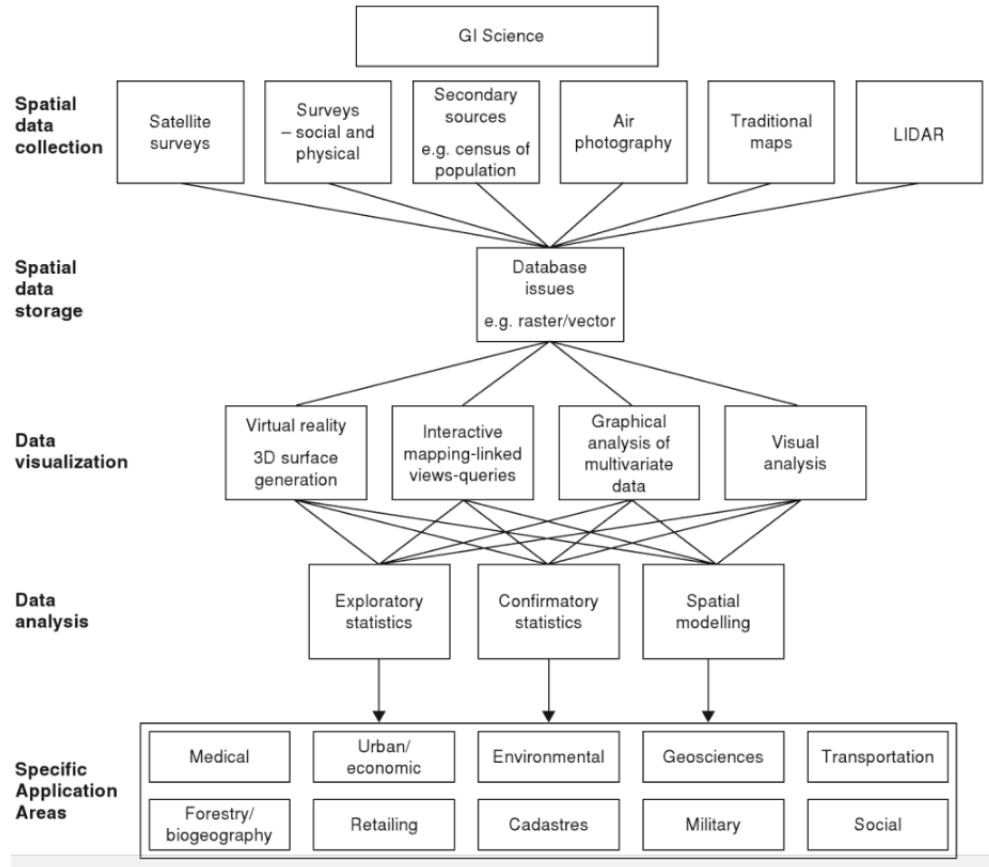 GI Science
Spatial
data
collection
Satellite
surveys
Surveys
– social and
physical
Secondary
sources
e.g. census of
population
Air
photography
Traditional
maps
LIDAR
Spatial
data
storage
Database
issues
e.g. raster/vector
Data
visualization
Virtual reality
3D surface
generation
Interactive
mapping-linked
views-queries
Graphical
analysis of
multivariate
data
Visual
analysis
Data
analysis
Exploratory
statistics
Confirmatory
statistics
Spatial
modelling
Specific
Application
Areas
Medical
Urban/
economic
Environmental
Geosciences
Transportation
Forestry/
biogeography
Retailing
Cadastres
Military
Social